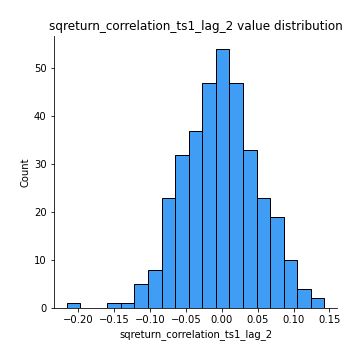 sqreturn_correlation_ts1_lag_2 value distribution
50
40
30
20
10
0
Count
−0.20 −0.15 −0.10 −0.05 0.00 0.05 0.10 0.15
sqreturn_correlation_ts1_lag_2